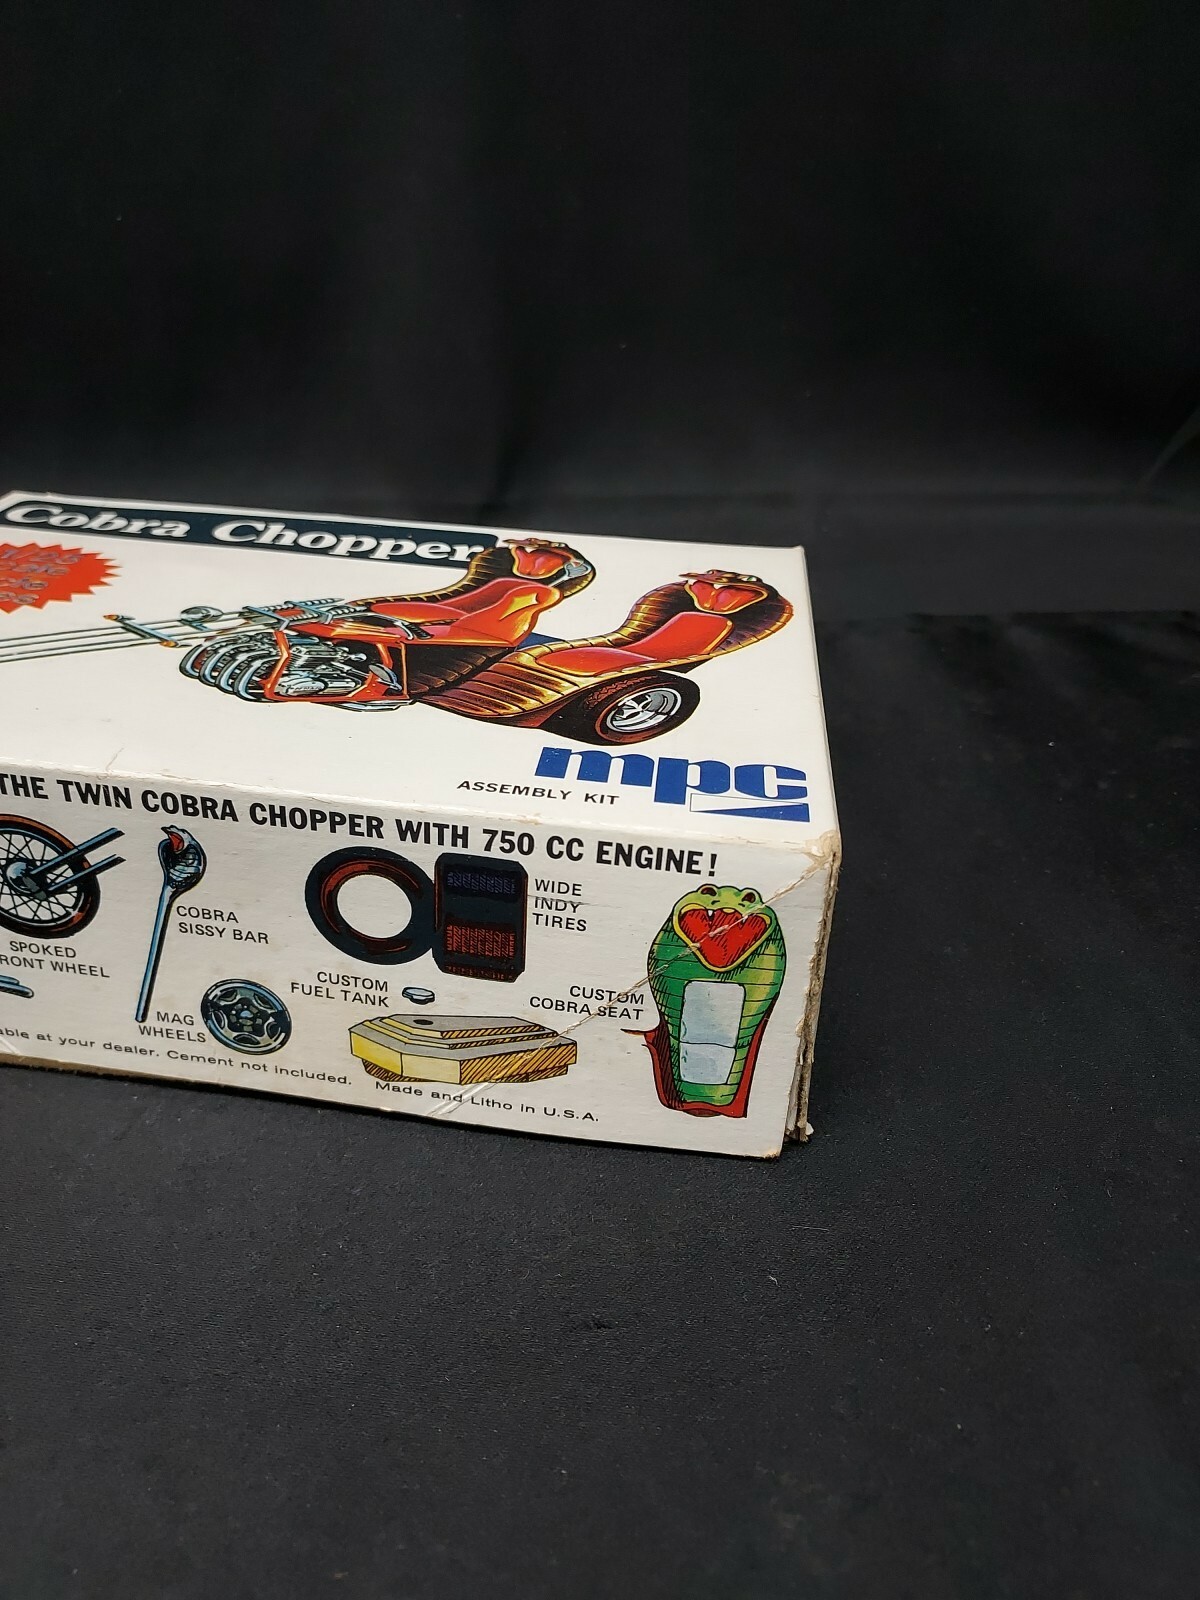 Cobra Chopper
mpc
ASSEMBLY KIT
THE TWIN COBRA CHOPPER WITH 750 CC ENGINE!
SPOKED
RONT WHEEL
COBRA
SISSY BAR
MAG
WHEELS
WIDE
INDY
TIRES
CUSTOM
FUEL TANK
CUSTOM
COBRA SEAT
able at your dealer. Cement not included.
Made and Litho in U.S.A.